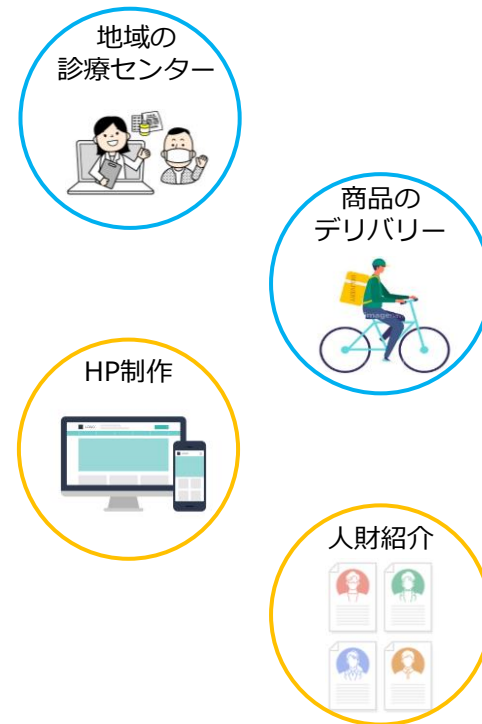 地域の
診療センター
商品の
デリバリー
HP制作
人財紹介